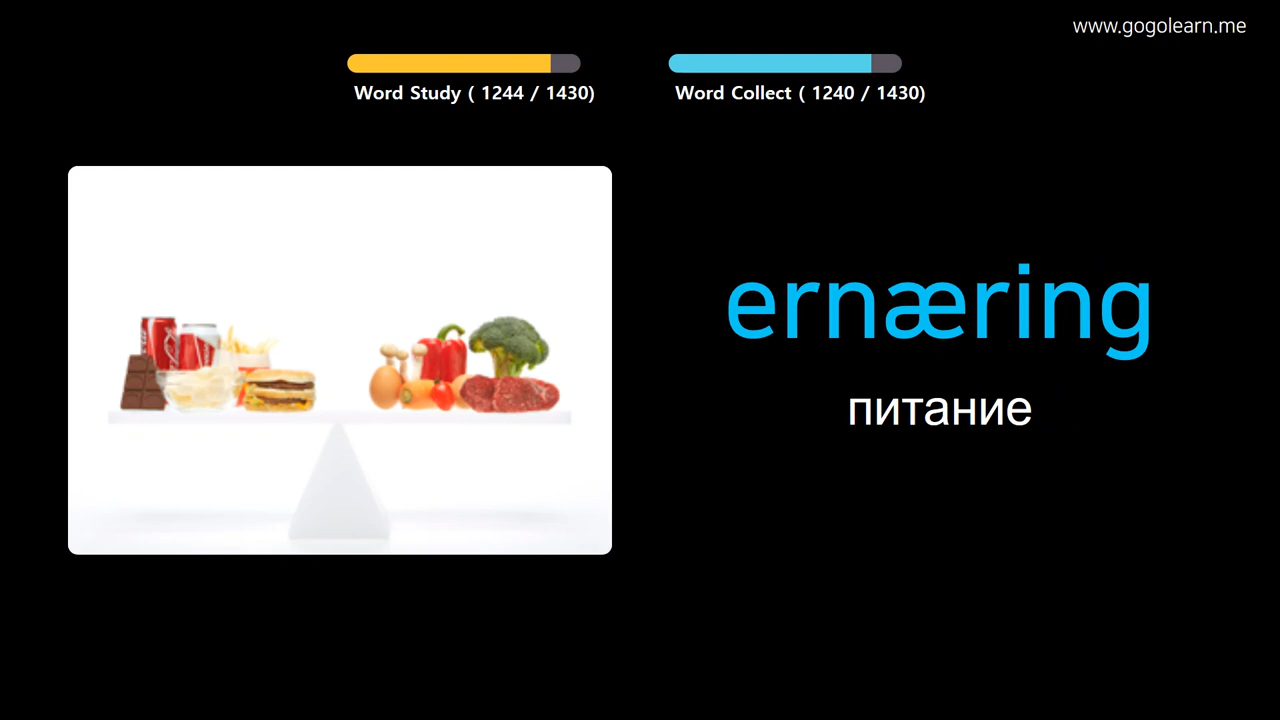 www.gogolearn.me
Word Study ( 1244 / 1430)
Word Collect ( 1240 / 1430)
ernæring
питание